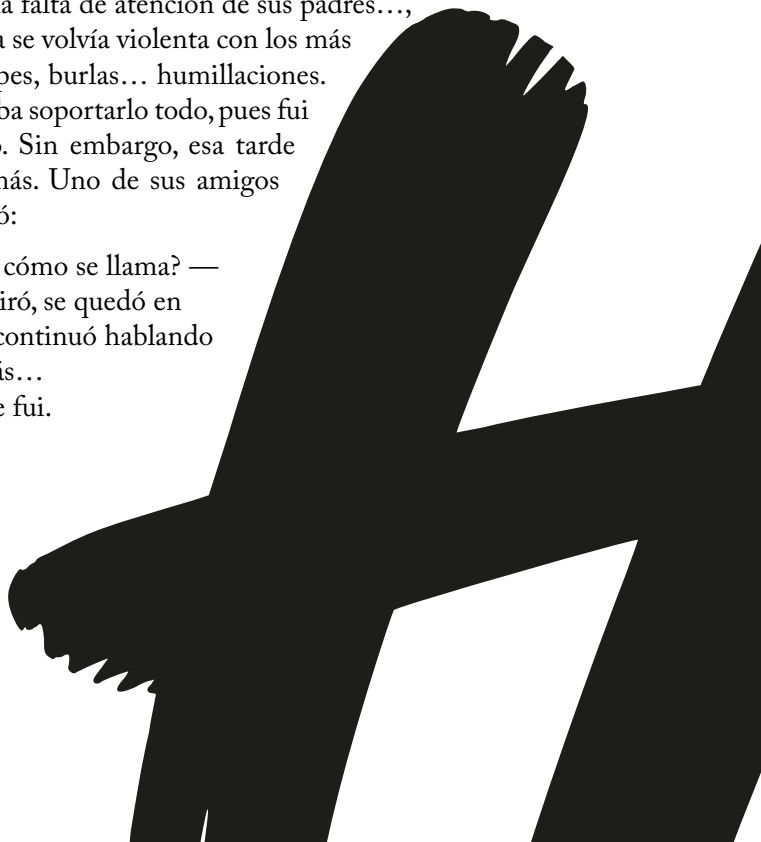 la falta de atención de sus padres…,
a se volvía violenta con los más
pes, burlas… humillaciones.
ba soportarlo todo, pues fui
o. Sin embargo, esa tarde
más. Uno de sus amigos
ó:
cómo se llama? —
iró, se quedó en
continuó hablando
ás…
e fui.
H